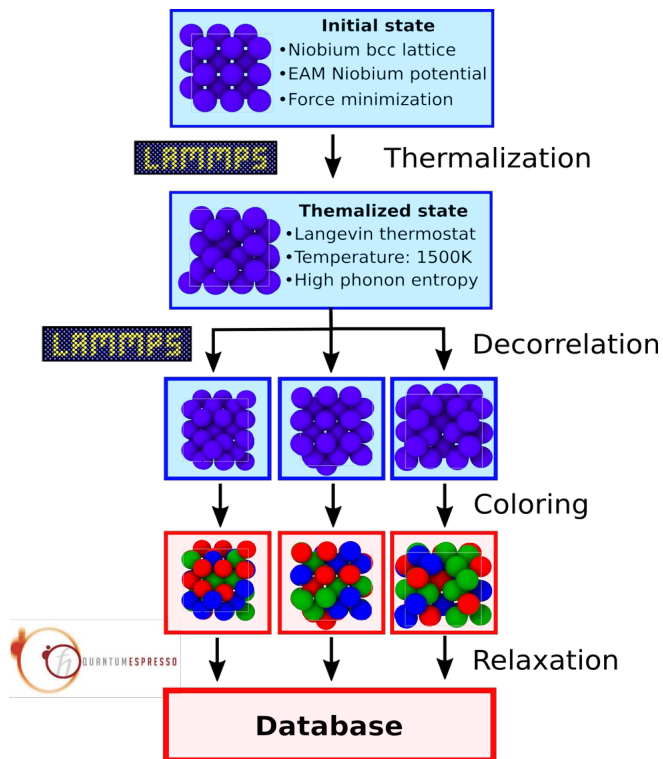 Initial state
•Niobium bcc lattice
•EAM Niobium potential
•Force minimization
LAMMPS
Thermalization
Themalized state
•Langevin thermostat
•Temperature: 1500K
•High phonon entropy
LAMMPS
Decorrelation
Coloring
ℏ QUANTUMESPRESSO
Relaxation
Database